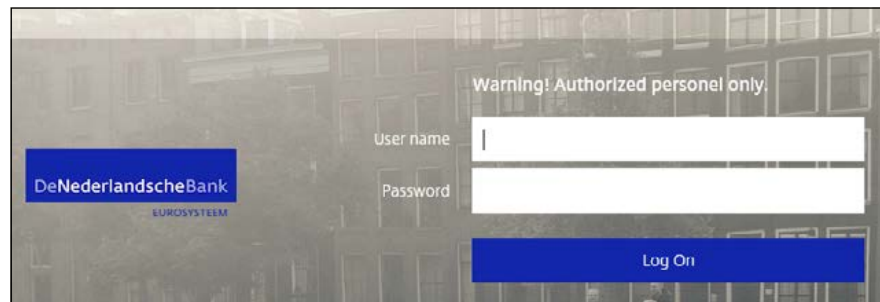 Warning! Authorized personel only.
User name
DeNederlandscheBank
Password
EUROSYSTEEM
Log On